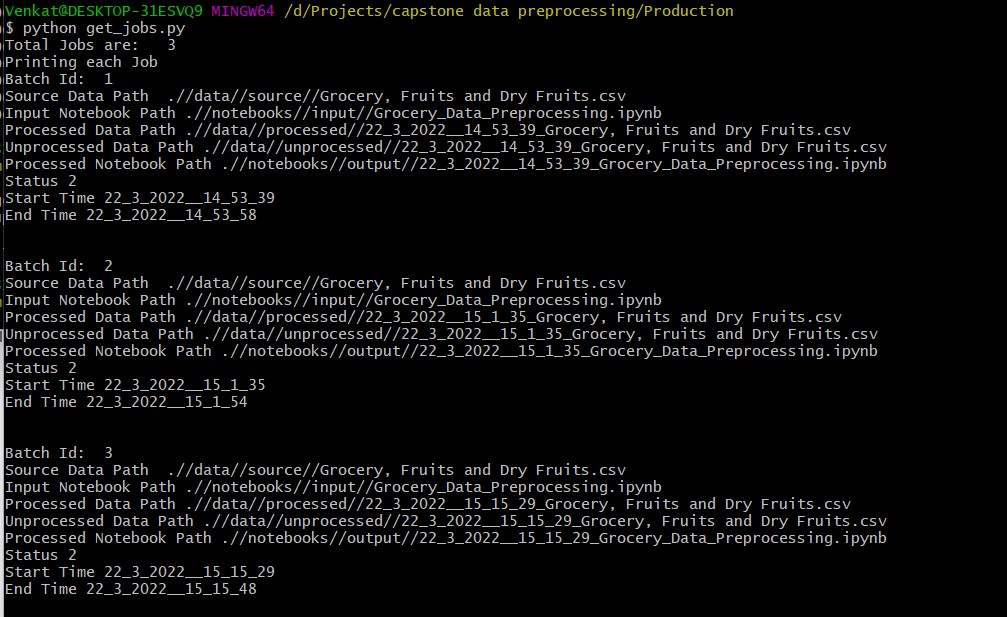 Venkat@DESKTOP-31ESVQ9 MINGW64 /d/Projects/capstone data preprocessing/Production
$ python get_jobs.py
Total Jobs are:   3
Printing each Job
Batch Id:  1
Source Data Path  .//data//source//Grocery, Fruits and Dry Fruits.csv
Input Notebook Path .//notebooks//input//Grocery_Data_Preprocessing.ipynb
Processed Data Path .//data//processed//22_3_2022__14_53_39_Grocery, Fruits and Dry Fruits.csv
Unprocessed Data Path .//data//unprocessed//22_3_2022__14_53_39_Grocery, Fruits and Dry Fruits.csv
Processed Notebook Path .//notebooks//output//22_3_2022__14_53_39_Grocery_Data_Preprocessing.ipynb
Status 2
Start Time 22_3_2022__14_53_39
End Time 22_3_2022__14_53_58
Batch Id:  2
Source Data Path  .//data//source//Grocery, Fruits and Dry Fruits.csv
Input Notebook Path .//notebooks//input//Grocery_Data_Preprocessing.ipynb
Processed Data Path .//data//processed//22_3_2022__15_1_35_Grocery, Fruits and Dry Fruits.csv
Unprocessed Data Path .//data//unprocessed//22_3_2022__15_1_35_Grocery, Fruits and Dry Fruits.csv
Processed Notebook Path .//notebooks//output//22_3_2022__15_1_35_Grocery_Data_Preprocessing.ipynb
Status 2
Start Time 22_3_2022__15_1_35
End Time 22_3_2022__15_1_54
Batch Id:  3
Source Data Path  .//data//source//Grocery, Fruits and Dry Fruits.csv
Input Notebook Path .//notebooks//input//Grocery_Data_Preprocessing.ipynb
Processed Data Path .//data//processed//22_3_2022__15_15_29_Grocery, Fruits and Dry Fruits.csv
Unprocessed Data Path .//data//unprocessed//22_3_2022__15_15_29_Grocery, Fruits and Dry Fruits.csv
Processed Notebook Path .//notebooks//output//22_3_2022__15_15_29_Grocery_Data_Preprocessing.ipynb
Status 2
Start Time 22_3_2022__15_15_29
End Time 22_3_2022__15_15_48